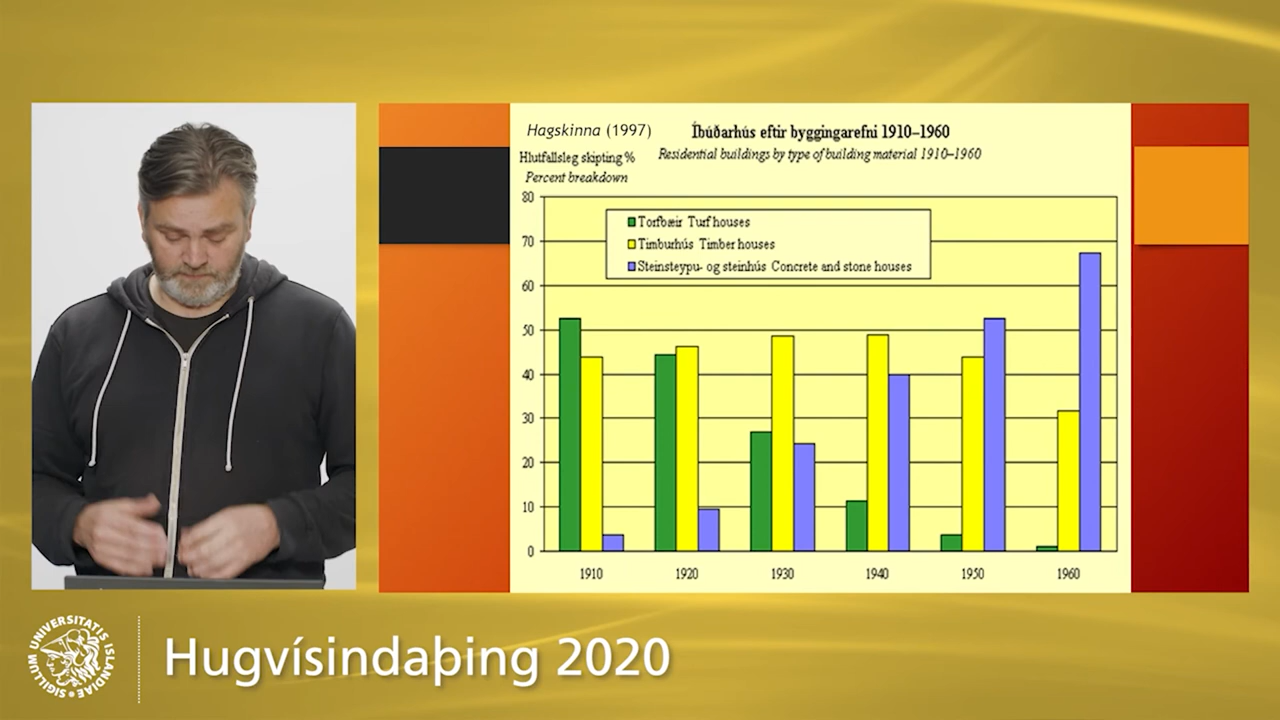 Hagskinna (1997)
Íbúðarhús eftir byggingarefni 1910–1960
Hlutfallsleg skipting %
Residential buildings by type of building material 1910–1960
Percent breakdown
80
70
60
50
40
30
20
10
0
Torfbæir Turf houses
Timburhús Timber houses
Steinsteypu- og steinhús Concrete and stone houses
1910 1920 1930 1940 1950 1960
SIGILLUM UNIVERSITATIS ISLANDIAE
Hugvísindaþing 2020